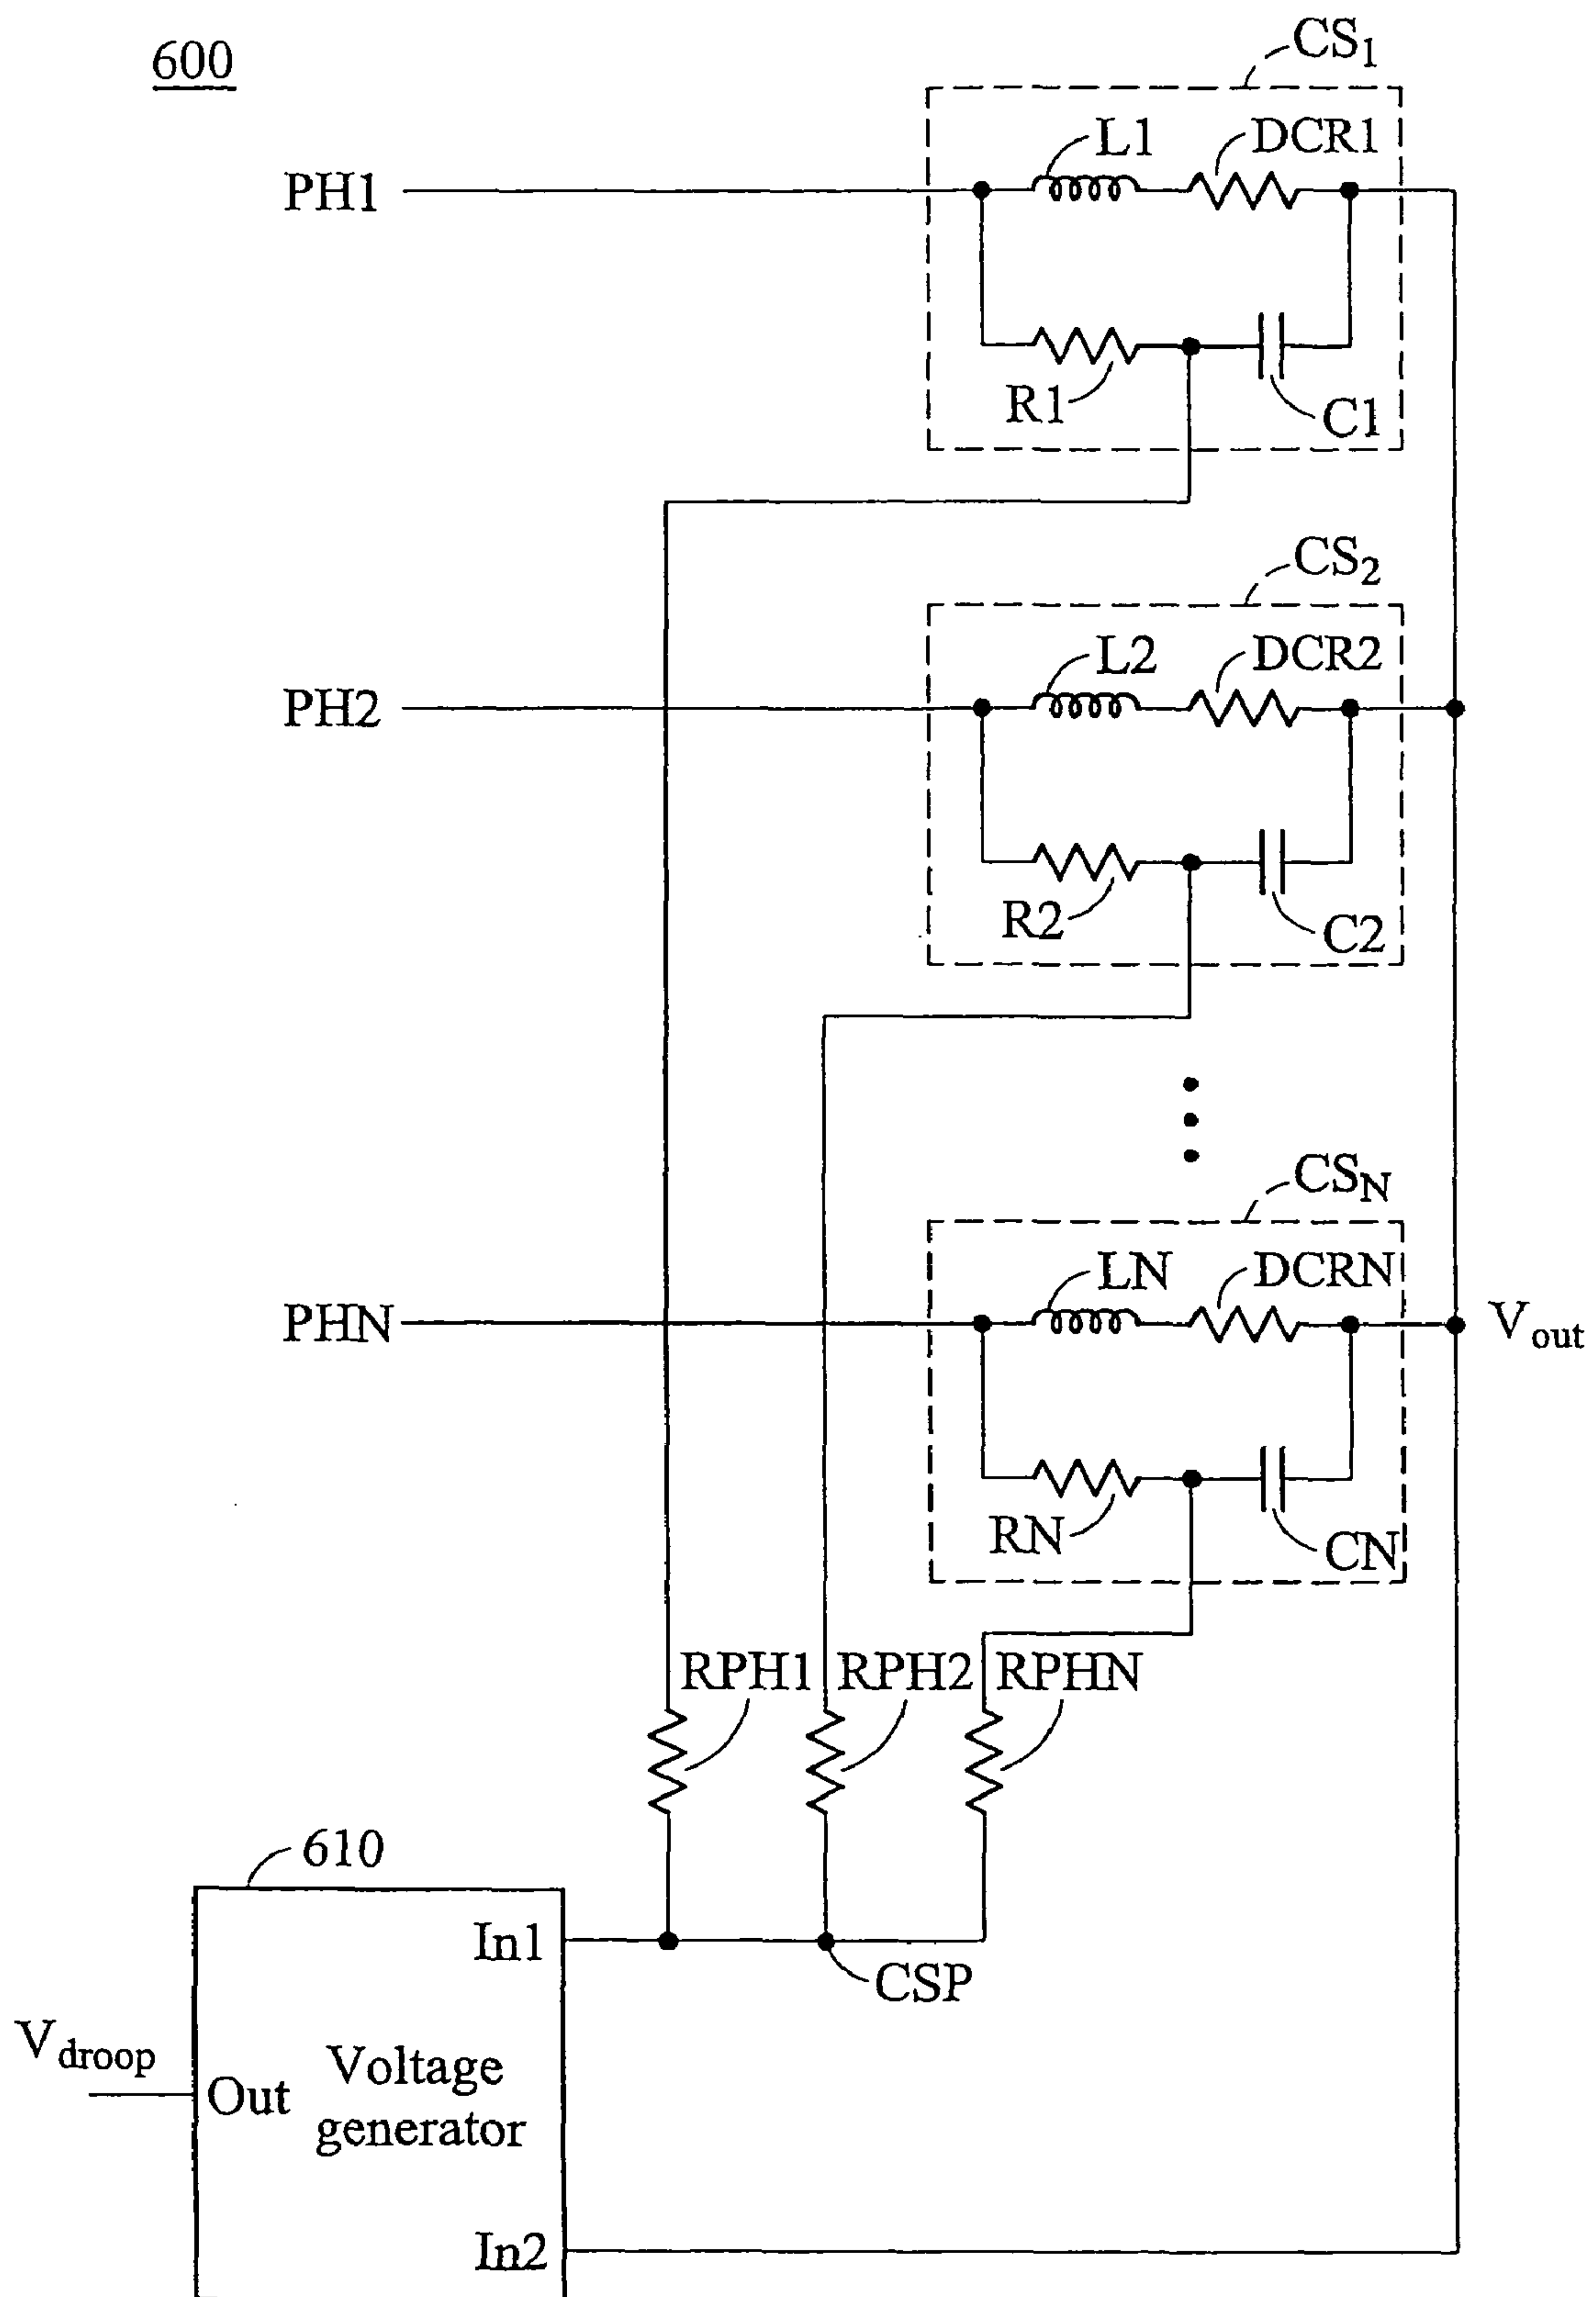 600
CS1
L1
DCR1
PH1
R1
C1
CS2
L2
DCR2
PH2
R2
C2
CSN
LN
DCRN
PHN
Vout
RN
CN
RPH1
RPH2
RPHN
610
In1
CSP
Vdroop
Out
Voltage
generator
In2